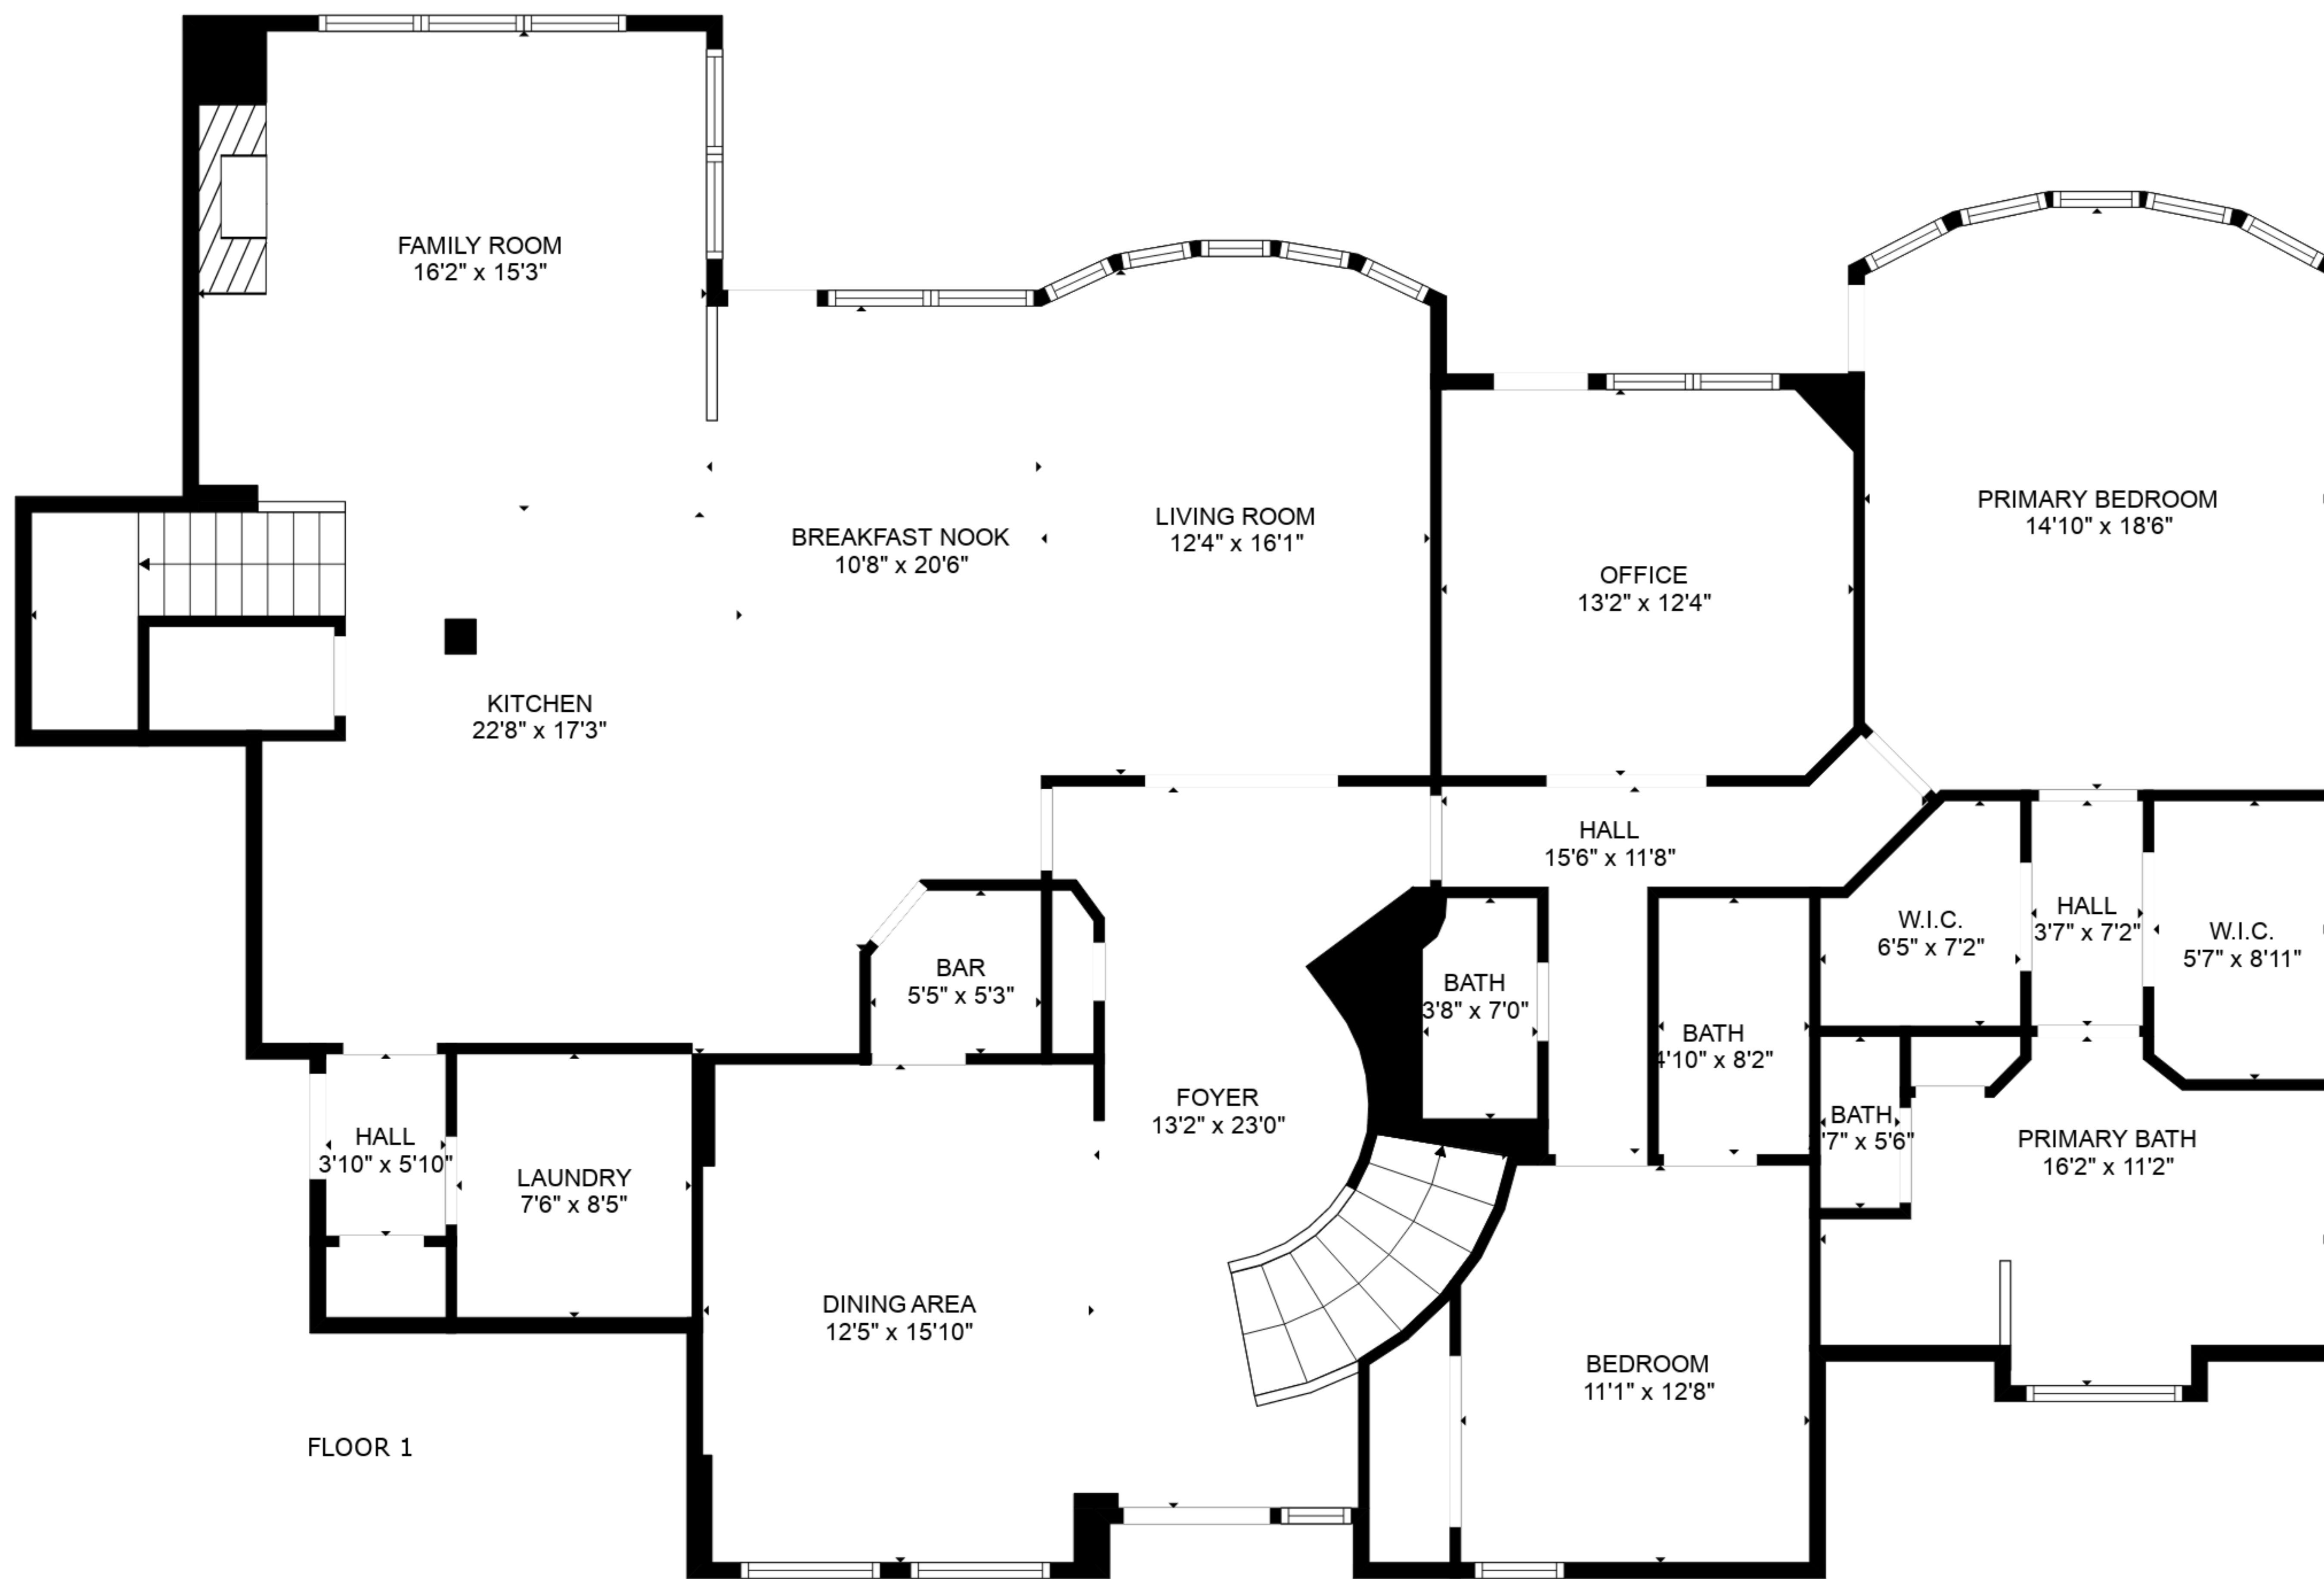 FAMILY ROOM
16'2" x 15'3"
BREAKFAST NOOK
10'8" x 20'6"
LIVING ROOM
12'4" x 16'1"
OFFICE
13'2" x 12'4"
PRIMARY BEDROOM
14'10" x 18'6"
KITCHEN
22'8" x 17'3"
HALL
15'6" x 11'8"
BAR
5'5" x 5'3"
BATH
3'8" x 7'0"
BATH
4'10" x 8'2"
W.I.C.
6'5" x 7'2"
HALL
3'7" x 7'2"
W.I.C.
5'7" x 8'11"
HALL
3'10" x 5'10"
LAUNDRY
7'6" x 8'5"
FOYER
13'2" x 23'0"
BATH
'7" x 5'6"
PRIMARY BATH
16'2" x 11'2"
DINING AREA
12'5" x 15'10"
BEDROOM
11'1" x 12'8"
FLOOR 1